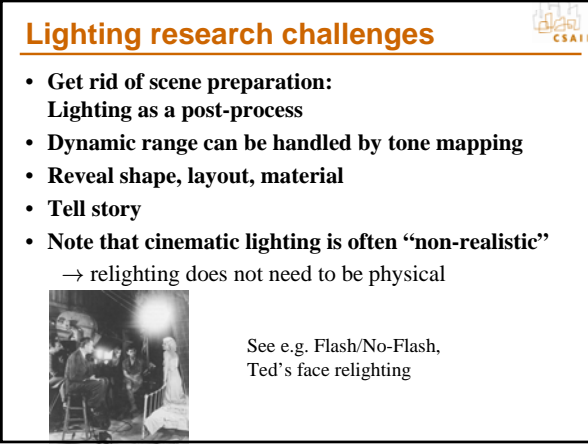 Lighting research challenges
CSAIL
• Get rid of scene preparation:
Lighting as a post-process
• Dynamic range can be handled by tone mapping
• Reveal shape, layout, material
• Tell story
• Note that cinematic lighting is often “non-realistic”
→ relighting does not need to be physical
See e.g. Flash/No-Flash,
Ted’s face relighting